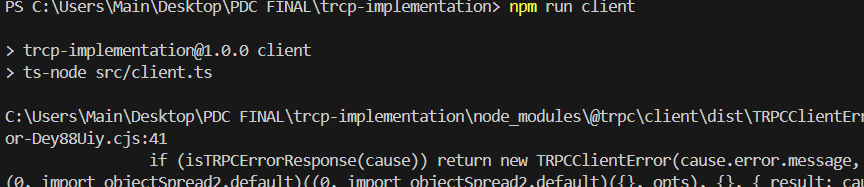 PS C:\Users\Main\Desktop\PDC FINAL\trcp-implementation> npm run client
> trcp-implementation@1.0.0 client
> ts-node src/client.ts
C:\Users\Main\Desktop\PDC FINAL\trcp-implementation\node_modules\@trpc\client\dist\TRPCClientErr
or-Dey88Uiy.cjs:41
if (isTRPCErrorResponse(cause)) return new TRPCClientError(cause.error.message,
(0, import_objectSpread2.default)((0, import_objectSpread2.default)({}, opts), {}, { result: cau